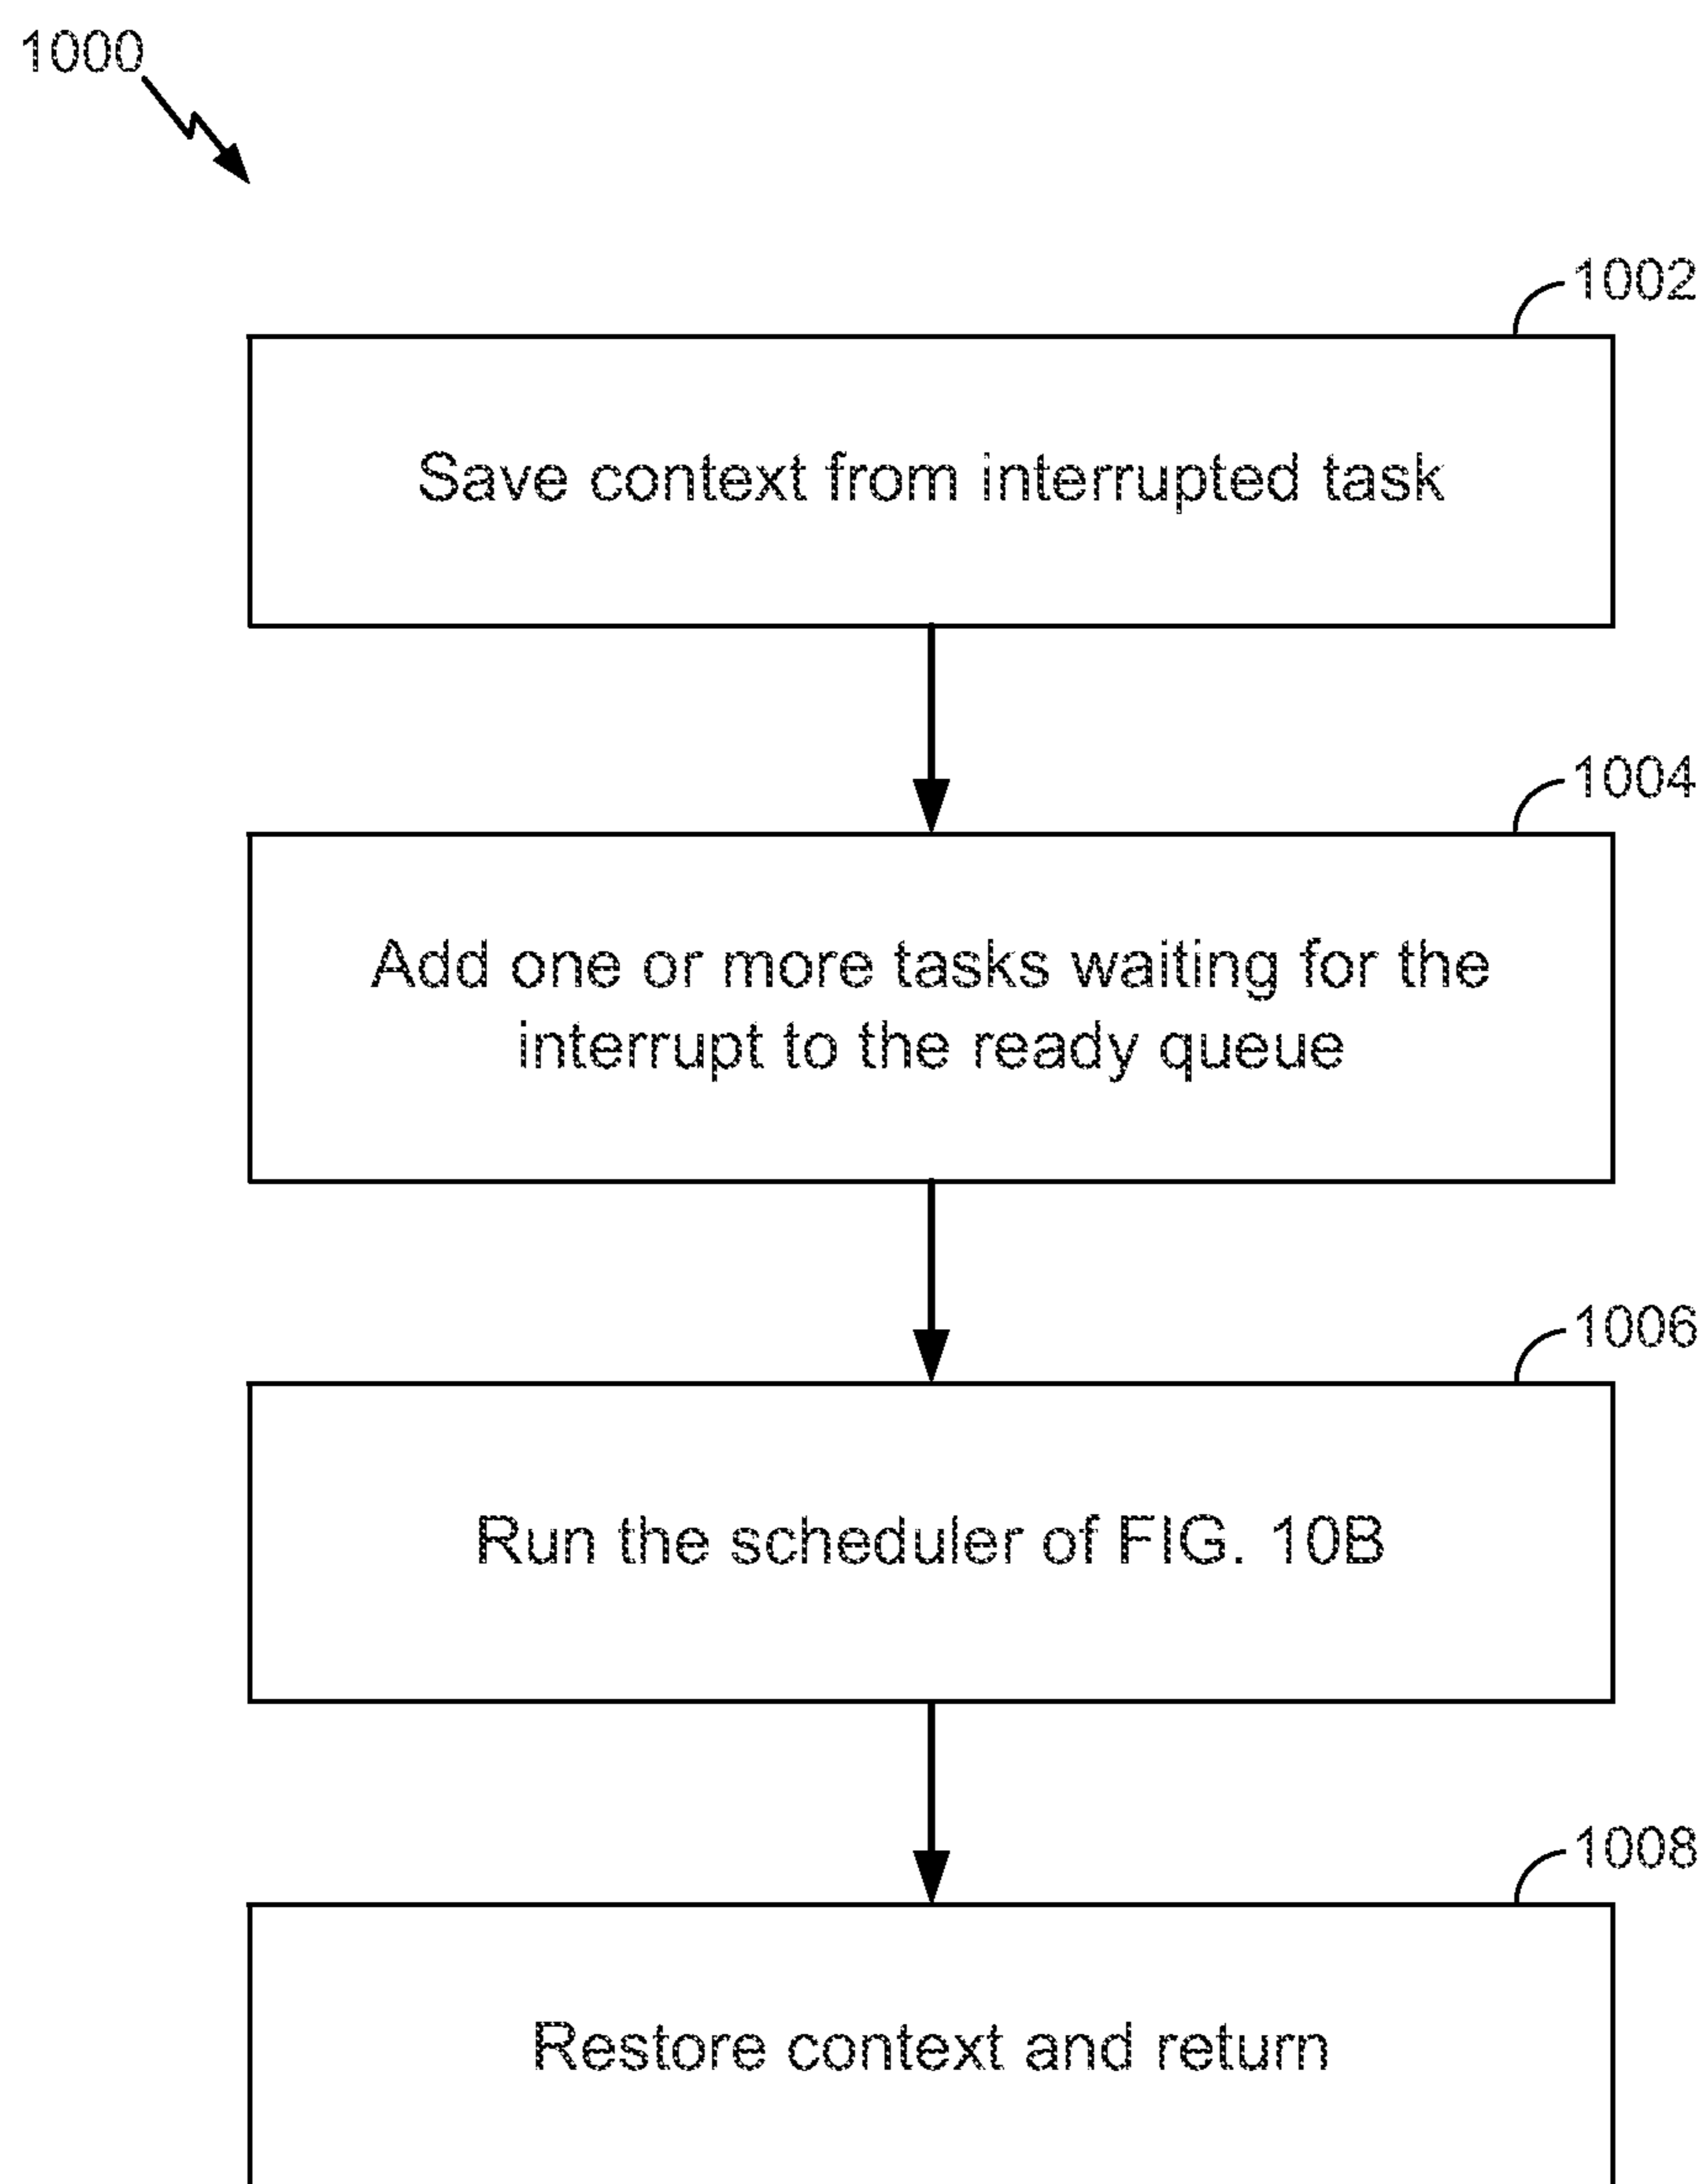 1000
1002
Save context from interrupted task
1004
Add one or more tasks waiting for the
interrupt to the ready queue
1006
Run the scheduler of FIG. 10B
1008
Restore context and return